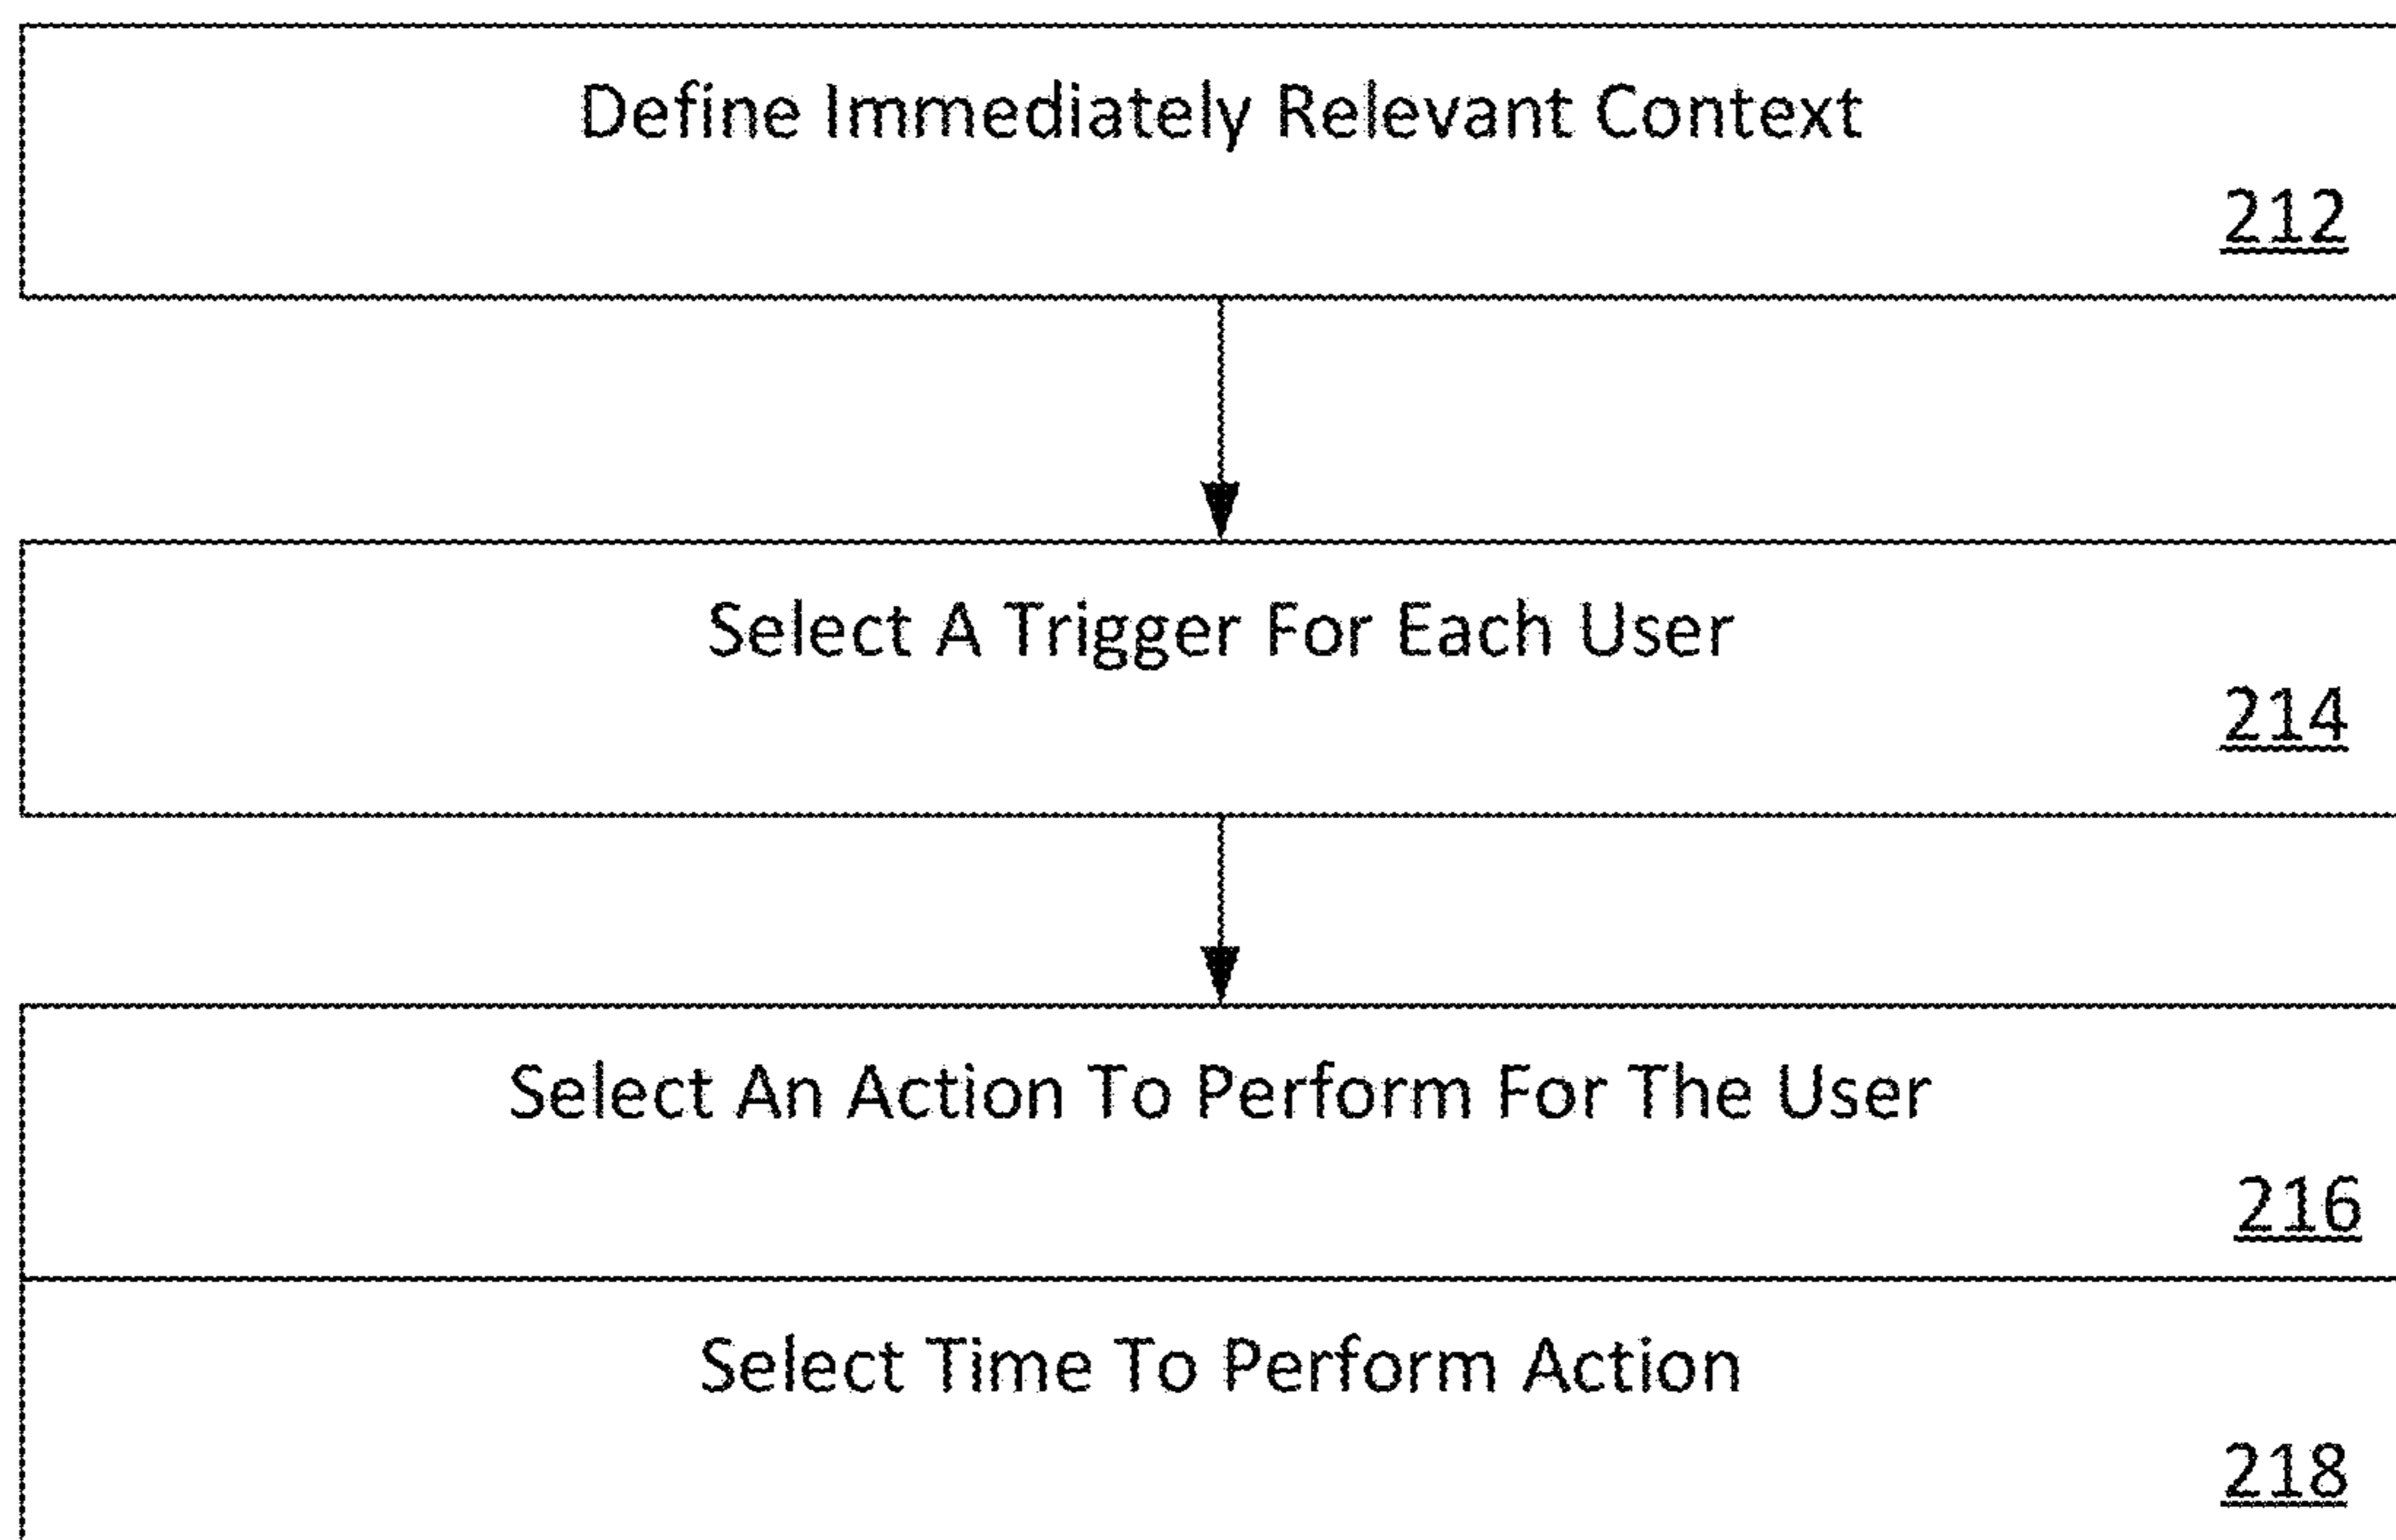 Define Immediately Relevant Context
212
Select A Trigger For Each User
214
Select An Action To Perform For The User
216
Select Time To Perform Action
218